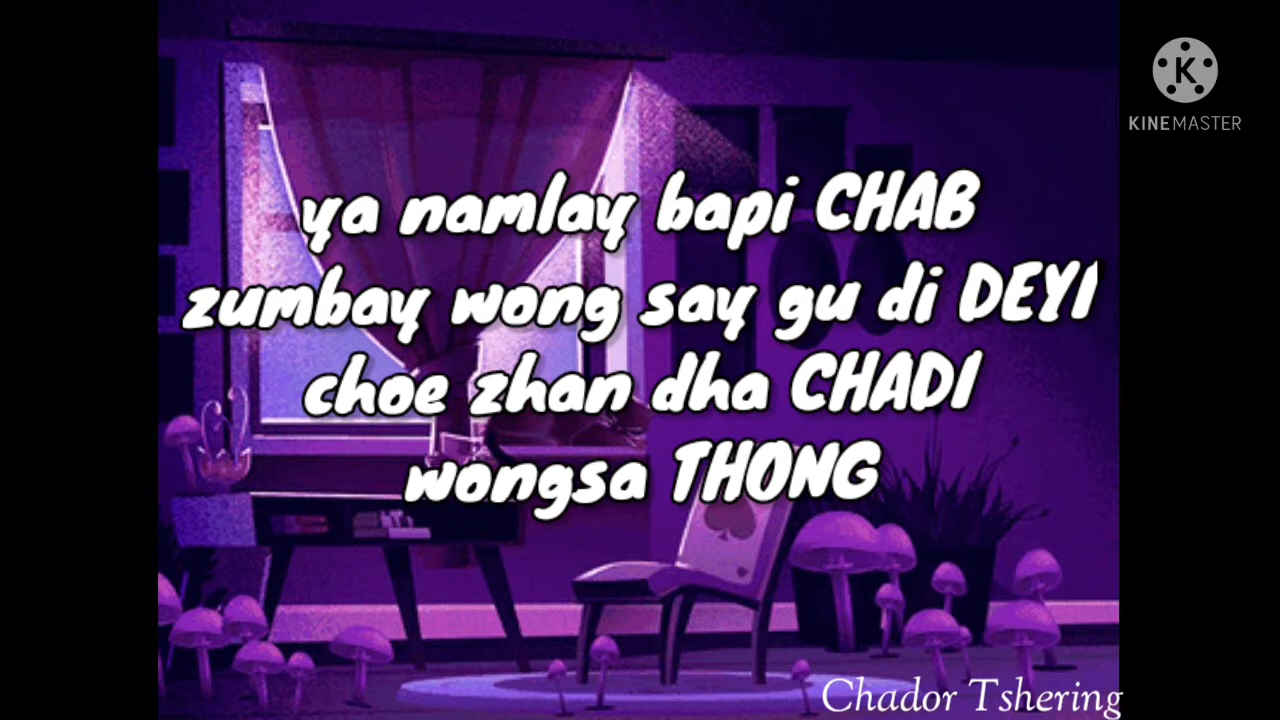 KINEMASTER
ya namlay bapi CHAB
zumbay wong say gu di DEYI
choe zhan dha CHADI
wongsa THONG
Chador Tshering